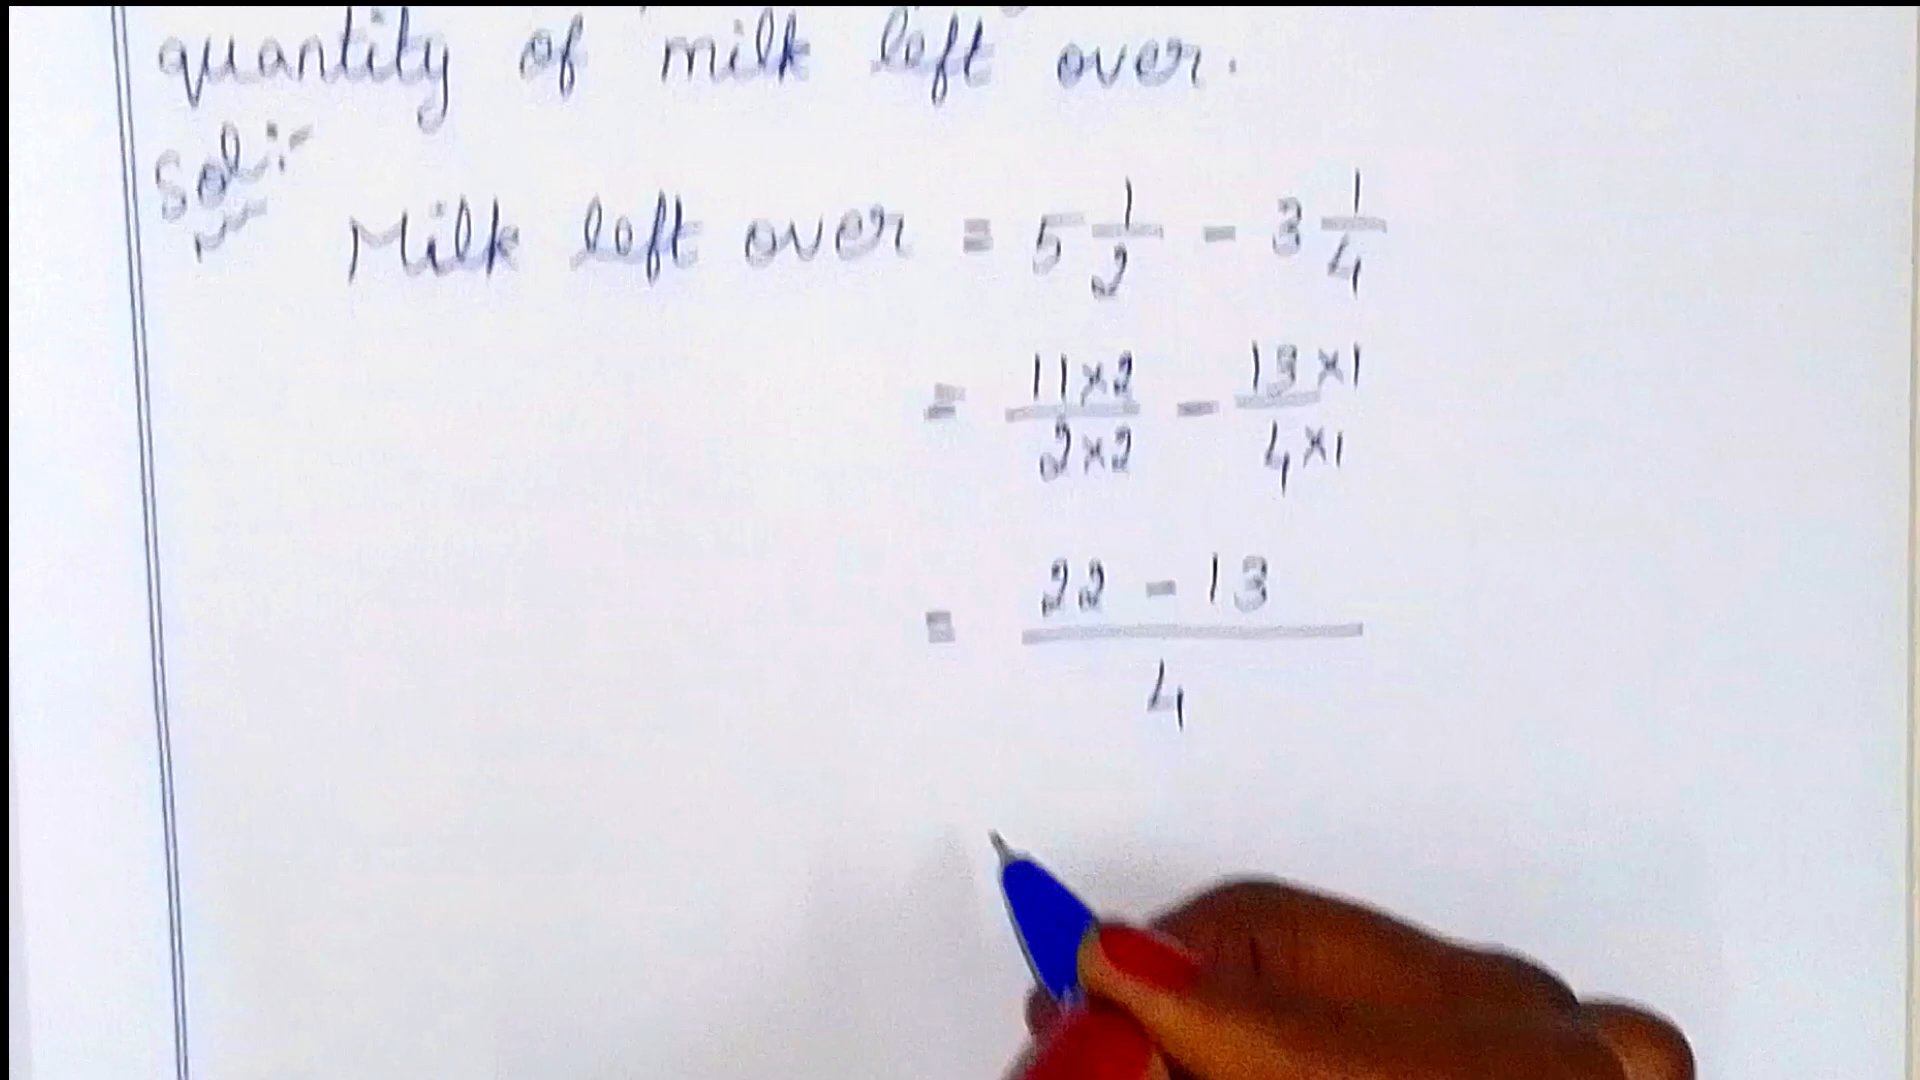 quantity of milk left over.
Sol:-
Milk left over = 5 1/2 - 3 1/4
= 11×2/2×2 - 13×1/4×1
= 22 - 13/4